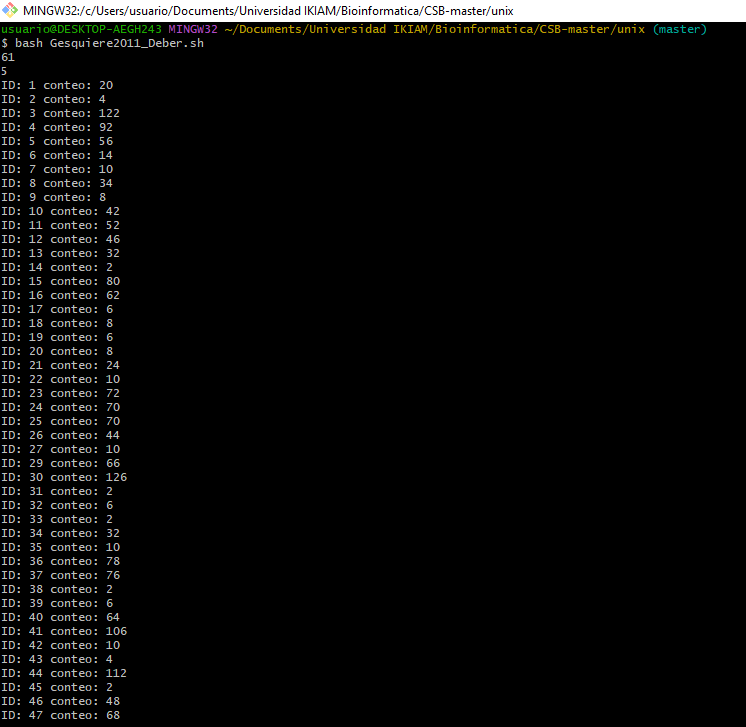 MINGW32:/c/Users/usuario/Documents/Universidad IKIAM/Bioinformatica/CSB-master/unix
usuario@DESKTOP-AEGH243 MINGW32 ~/Documents/Universidad IKIAM/Bioinformatica/CSB-master/unix (master)
$ bash Gesquiere2011_Deber.sh
61
5
ID: 1 conteo: 20
ID: 2 conteo: 4
ID: 3 conteo: 122
ID: 4 conteo: 92
ID: 5 conteo: 56
ID: 6 conteo: 14
ID: 7 conteo: 10
ID: 8 conteo: 34
ID: 9 conteo: 8
ID: 10 conteo: 42
ID: 11 conteo: 52
ID: 12 conteo: 46
ID: 13 conteo: 32
ID: 14 conteo: 2
ID: 15 conteo: 80
ID: 16 conteo: 62
ID: 17 conteo: 6
ID: 18 conteo: 8
ID: 19 conteo: 6
ID: 20 conteo: 8
ID: 21 conteo: 24
ID: 22 conteo: 10
ID: 23 conteo: 72
ID: 24 conteo: 70
ID: 25 conteo: 70
ID: 26 conteo: 44
ID: 27 conteo: 10
ID: 29 conteo: 66
ID: 30 conteo: 126
ID: 31 conteo: 2
ID: 32 conteo: 6
ID: 33 conteo: 2
ID: 34 conteo: 32
ID: 35 conteo: 10
ID: 36 conteo: 78
ID: 37 conteo: 76
ID: 38 conteo: 2
ID: 39 conteo: 6
ID: 40 conteo: 64
ID: 41 conteo: 106
ID: 42 conteo: 10
ID: 43 conteo: 4
ID: 44 conteo: 112
ID: 45 conteo: 2
ID: 46 conteo: 48
ID: 47 conteo: 68